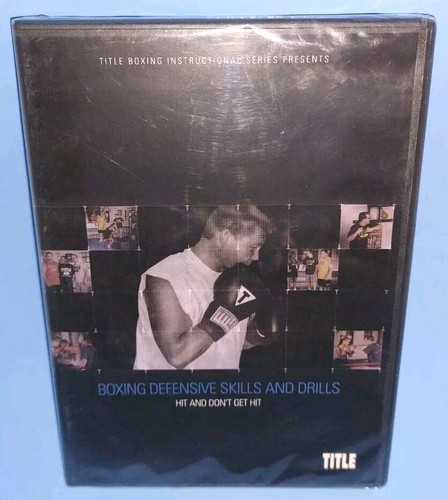 TITLE BOXING INSTRUCTIONAL SERIES PRESENTS
BOXING DEFENSIVE SKILLS AND DRILLS
HIT AND DON'T GET HIT
TITLE